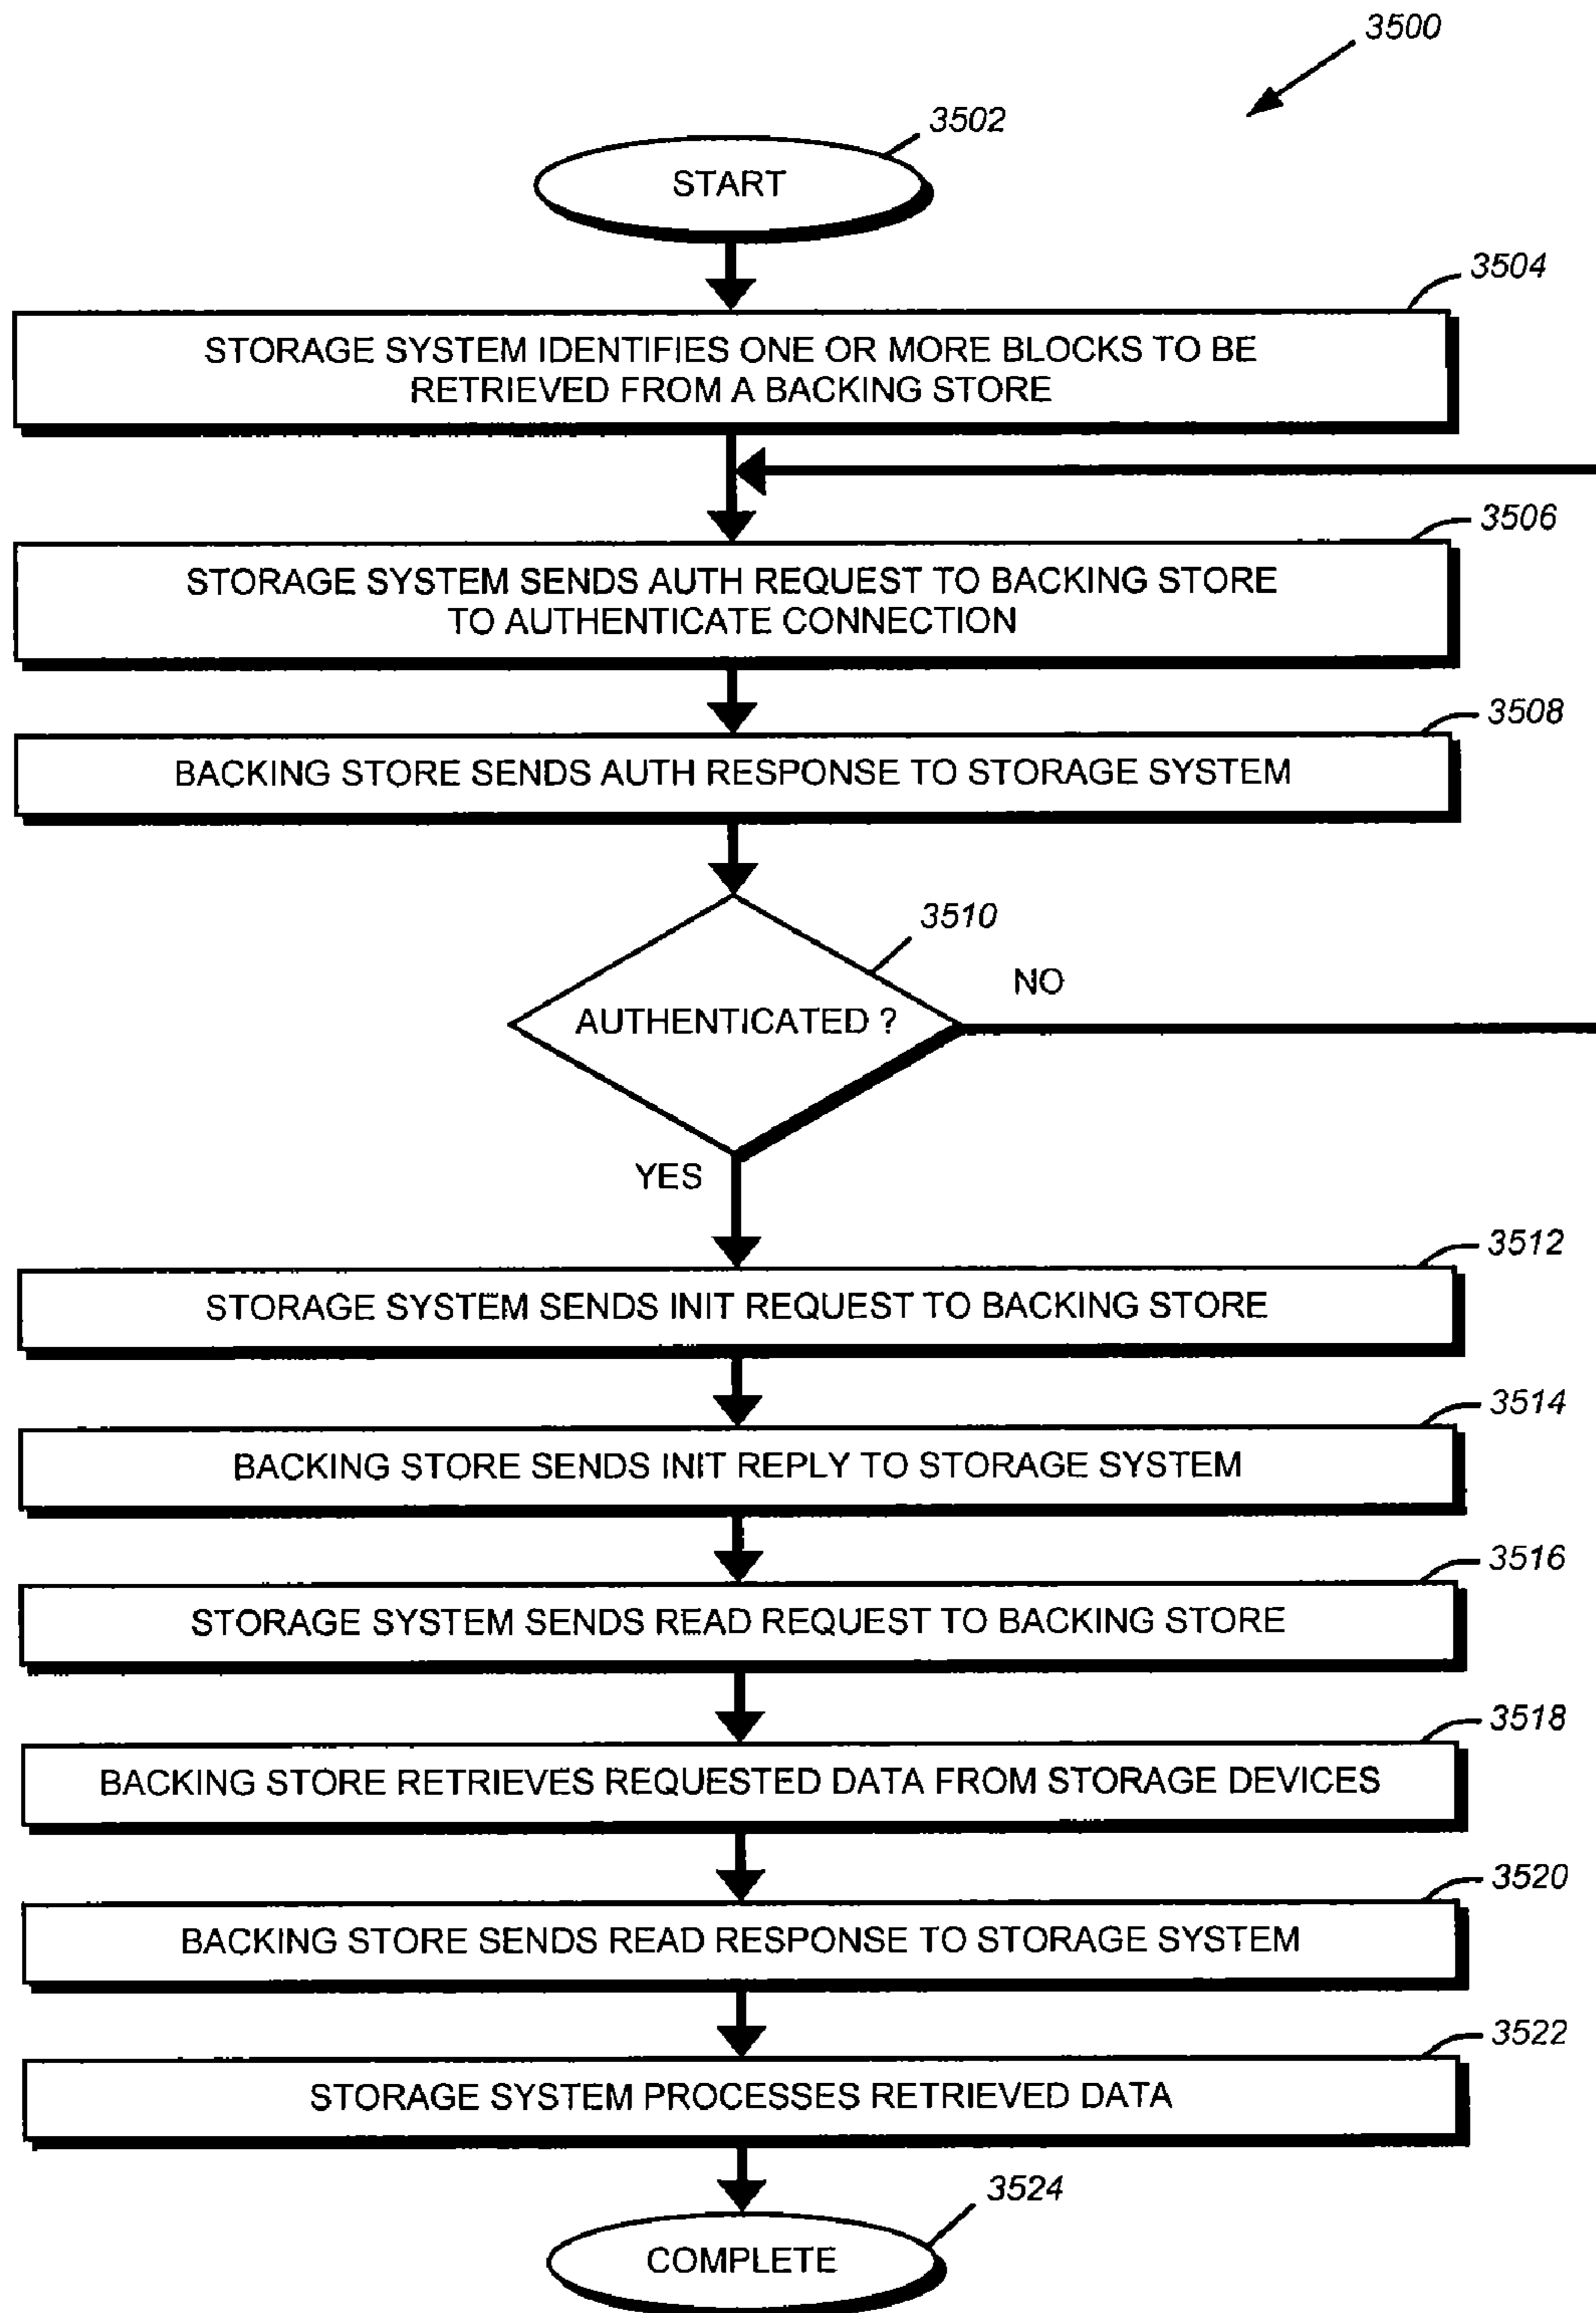 3500
3502
START
3504
STORAGE SYSTEM IDENTIFIES ONE OR MORE BLOCKS TO BE
RETRIEVED FROM A BACKING STORE
3506
STORAGE SYSTEM SENDS AUTH REQUEST TO BACKING STORE
TO AUTHENTICATE CONNECTION
3508
BACKING STORE SENDS AUTH RESPONSE TO STORAGE SYSTEM
3510
NO
AUTHENTICATED ?
YES
3512
STORAGE SYSTEM SENDS INIT REQUEST TO BACKING STORE
3514
BACKING STORE SENDS INIT REPLY TO STORAGE SYSTEM
3516
STORAGE SYSTEM SENDS READ REQUEST TO BACKING STORE
3518
BACKING STORE RETRIEVES REQUESTED DATA FROM STORAGE DEVICES
3520
BACKING STORE SENDS READ RESPONSE TO STORAGE SYSTEM
3522
STORAGE SYSTEM PROCESSES RETRIEVED DATA
3524
COMPLETE